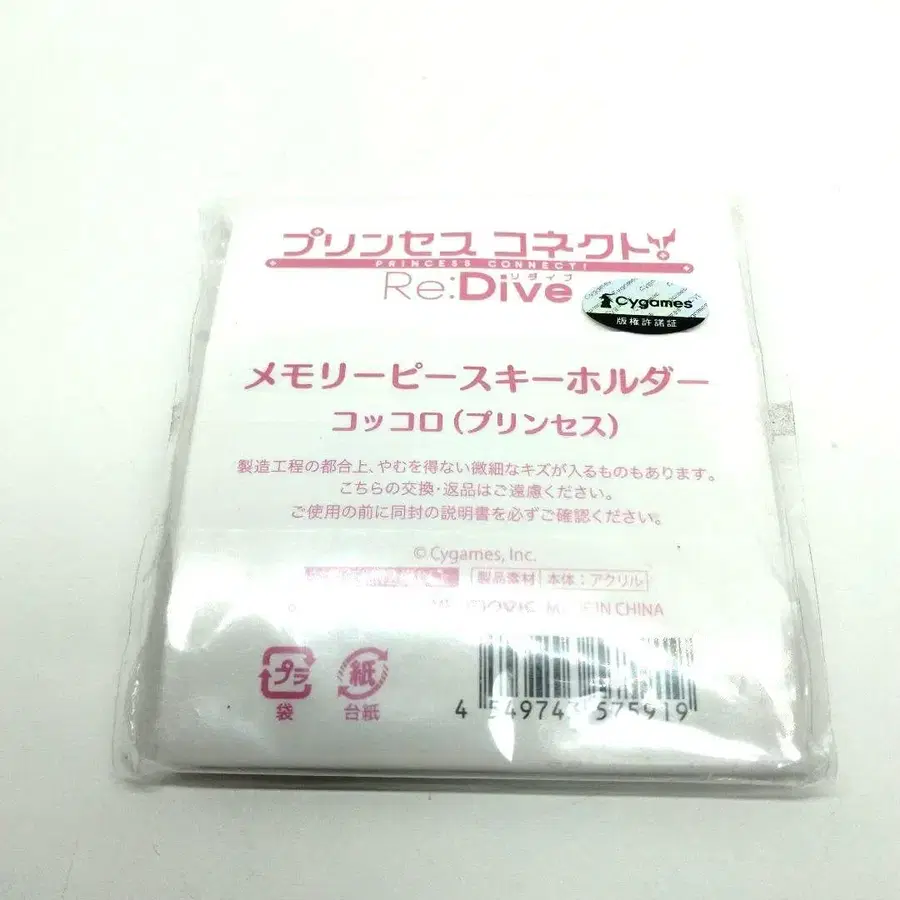 プリンセス コネクト!
PRINCESS CONNECT!
リダイブ
Re:Dive
Cygames
版権許諾証
メモリーピースキーホルダー
コッコロ(プリンセス)
製造工程の都合上、やむを得ない微細なキズが入るものもあります。
こちらの交換・返品はご遠慮ください。
ご使用の前に同封の説明書を必ずご確認ください。
© Cygames, Inc.
製品素材 本体:アクリル
movic MADE IN CHINA
プラ
袋
紙
台紙
4 549743 575919